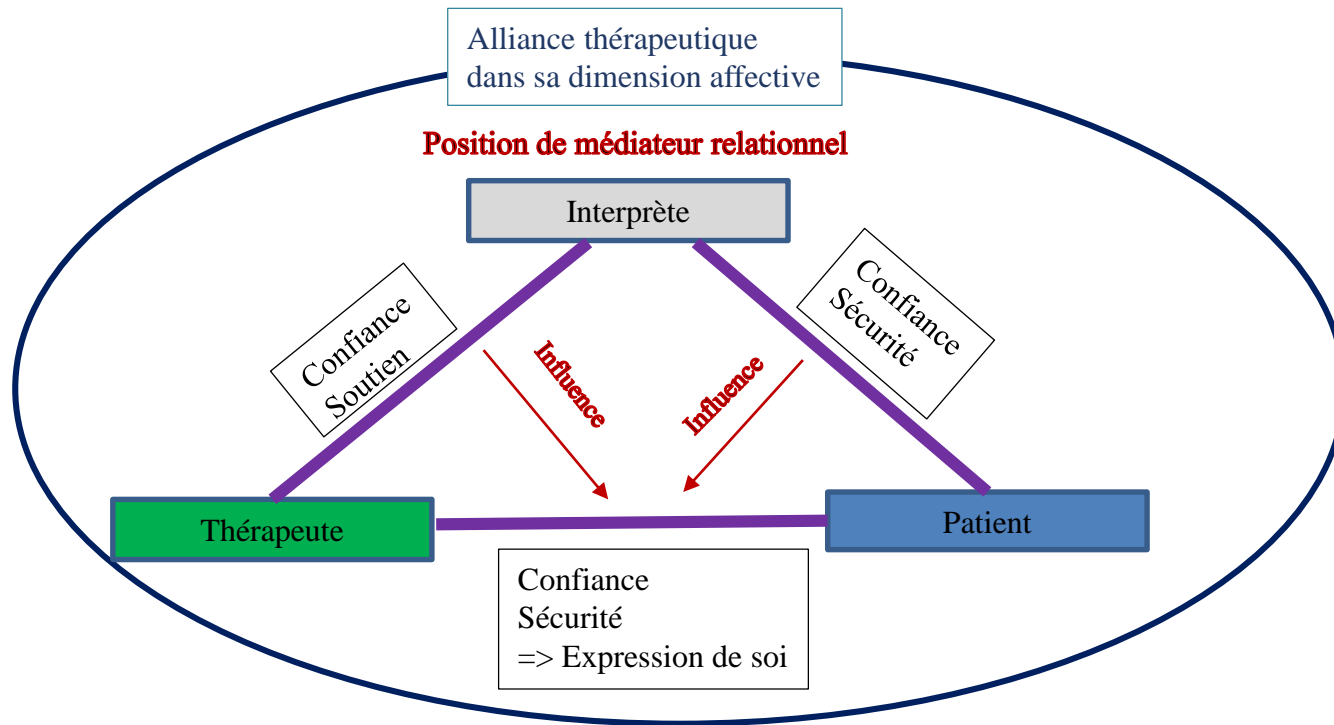 Alliance thérapeutique
dans sa dimension affective
Position de médiateur relationnel
Interprète
Confiance
Soutien
Influence
Influence
Confiance
Sécurité
Thérapeute
Patient
Confiance
Sécurité
=> Expression de soi